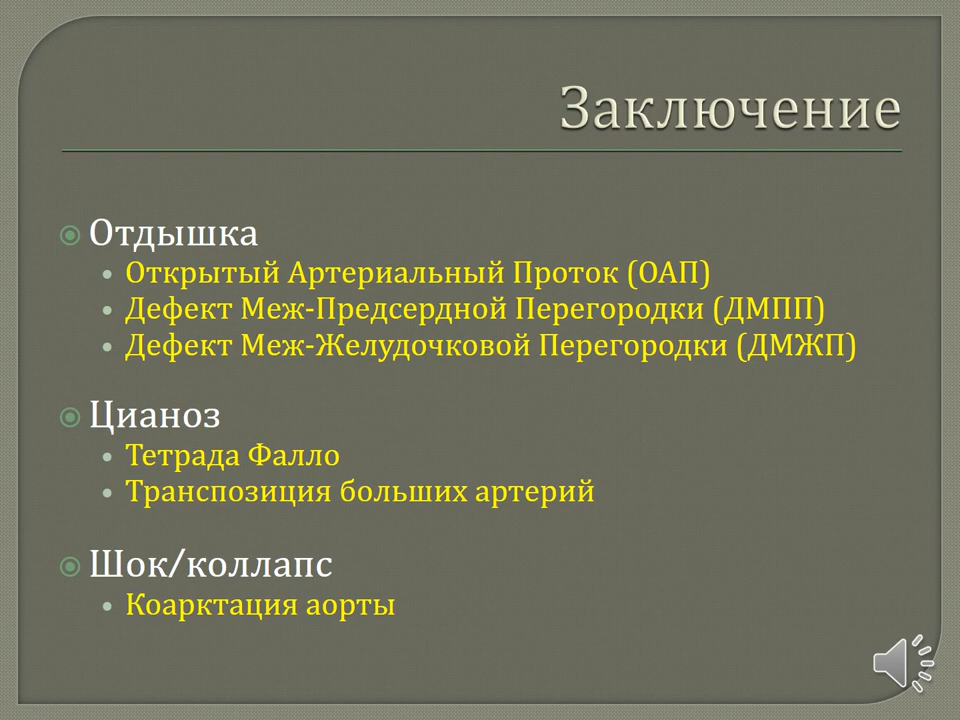 Заключение
Отдышка
Открытый Артериальный Проток (ОАП)
Дефект Меж-Предсердной Перегородки (ДМПП)
Дефект Меж-Желудочковой Перегородки (ДМЖП)
Цианоз
Тетрада Фалло
Транспозиция больших артерий
Шок/коллапс
Коарктация аорты